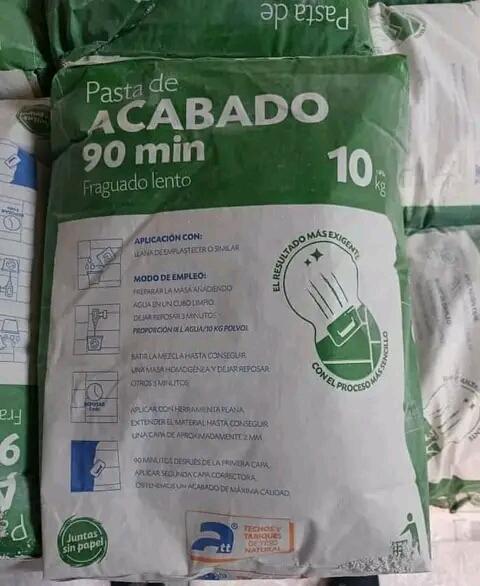 Pasta de
Pasta de
ACABADO
90 min
Fraguado lento
10 kg
APLICACIÓN CON:
LLANA DE EMPLASTECER O SIMILAR
MODO DE EMPLEO:
PREPARAR LA MASA AÑADIENDO
AGUA EN UN CUBO LIMPIO.
DEJAR REPOSAR 3 MINUTOS
BATIR LA MEZCLA HASTA CONSEGUIR
UNA MASA HOMOGÉNEA Y DEJAR REPOSAR
OTROS 3 MINUTOS
APLICAR CON HERRAMIENTA PLANA.
EXTENDER EL MATERIAL HASTA CONSEGUIR
UNA CAPA DE APROXIMADAMENTE 2 MM
90 MINUTOS DESPUÉS DE LA PRIMERA CAPA,
APLICAR SEGUNDA CAPA CORRECTORA.
OBTENEMOS UN ACABADO DE MÁXIMA CALIDAD.
EL RESULTADO MÁS EXIGENTE
CON EL PROCESO MÁS SENCILLO
Juntas
sin papel
att
TECHOS Y
TABIQUES
DE YESO
NATURAL